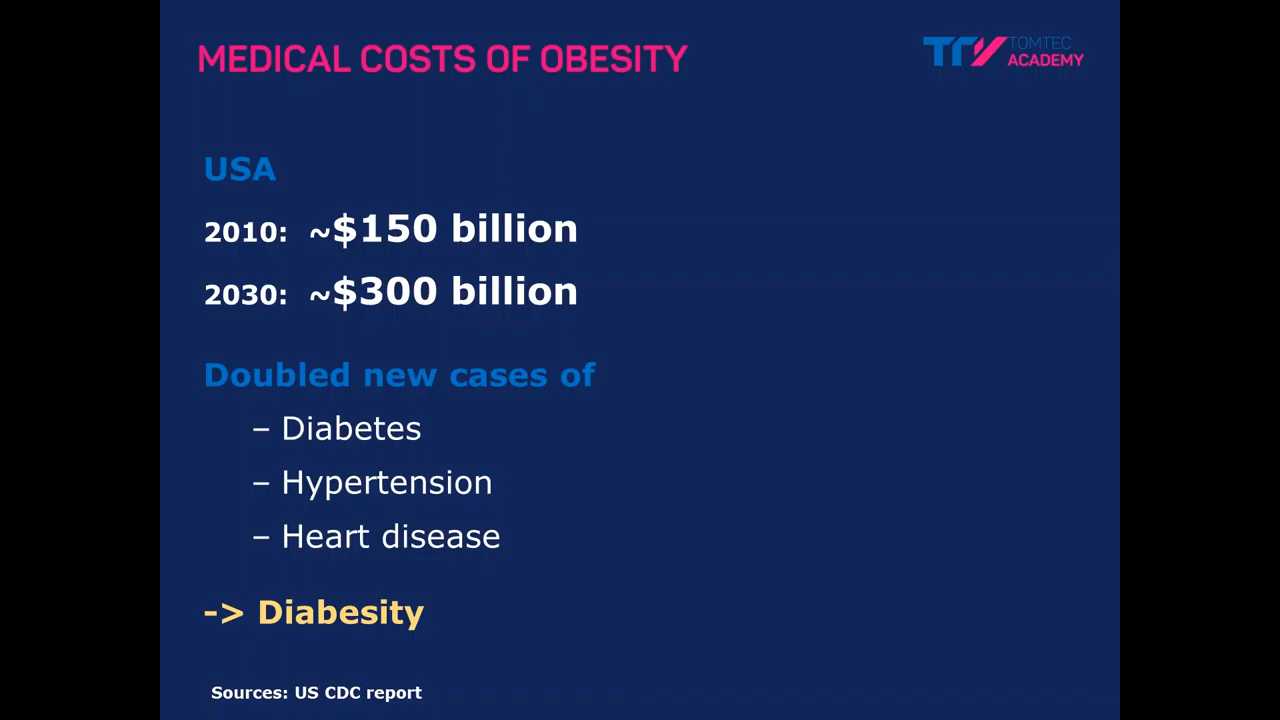 MEDICAL COSTS OF OBESITY
TOMTEC
ACADEMY
USA
2010: ~$150 billion
2030: ~$300 billion
Doubled new cases of
– Diabetes
– Hypertension
– Heart disease
-> Diabesity
Sources: US CDC report